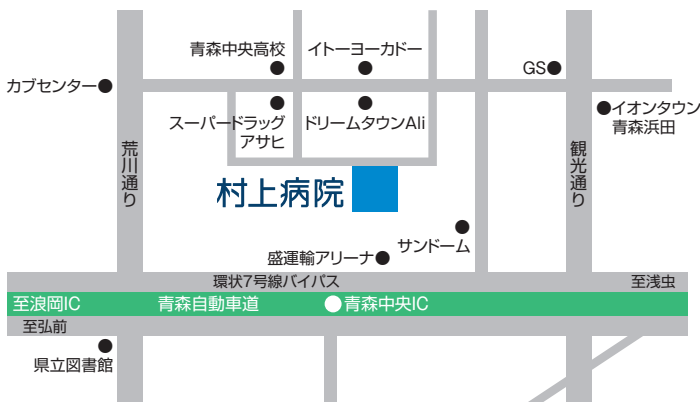 青森中央高校
イトーヨーカドー
GS
カブセンター
イオンタウン
青森浜田
スーパードラッグ
アサヒ
ドリームタウンAli
荒川通り
観光通り
村上病院
サンドーム
盛運輸アリーナ
環状7号線バイパス
至浅虫
至浪岡IC
青森自動車道
青森中央IC
至弘前
県立図書館